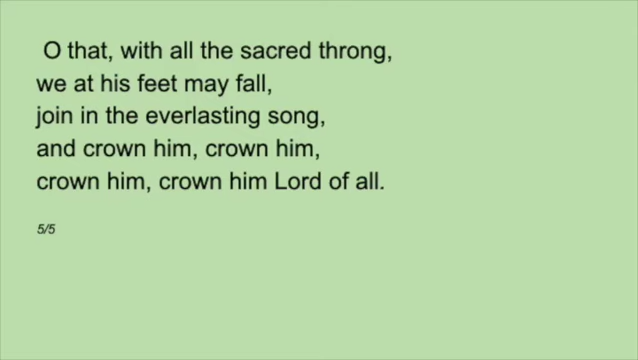 O that, with all the sacred throng,
we at his feet may fall,
join in the everlasting song,
and crown him, crown him,
crown him, crown him Lord of all.
5/5